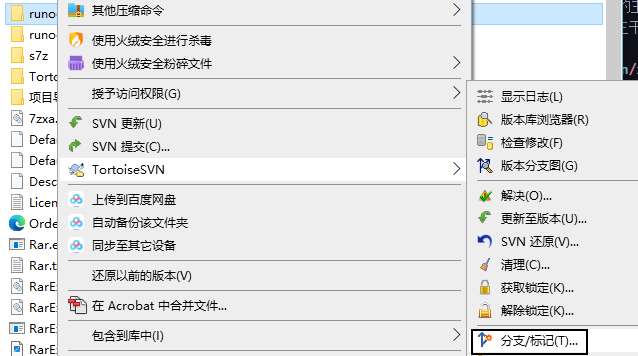 runo
runo
s7z
Torto
项目导
7zxa.
Defau
Defau
Desc
Licen
Orde
Rar.e
Rar.t
RarEx
RarEx
RarEx
其他压缩命令
使用火绒安全进行杀毒
使用火绒安全粉碎文件
授予访问权限(G)
SVN 更新(U)
SVN 提交(C)...
TortoiseSVN
上传到百度网盘
自动备份该文件夹
同步至其它设备
还原以前的版本(V)
在 Acrobat 中合并文件...
包含到库中(I)
显示日志(L)
版本库浏览器(R)
检查修改(F)
版本分支图(G)
解决(O)...
更新至版本(U)...
SVN 还原(V)...
清理(C)...
获取锁定(K)...
解除锁定(K)...
分支/标记(T)...